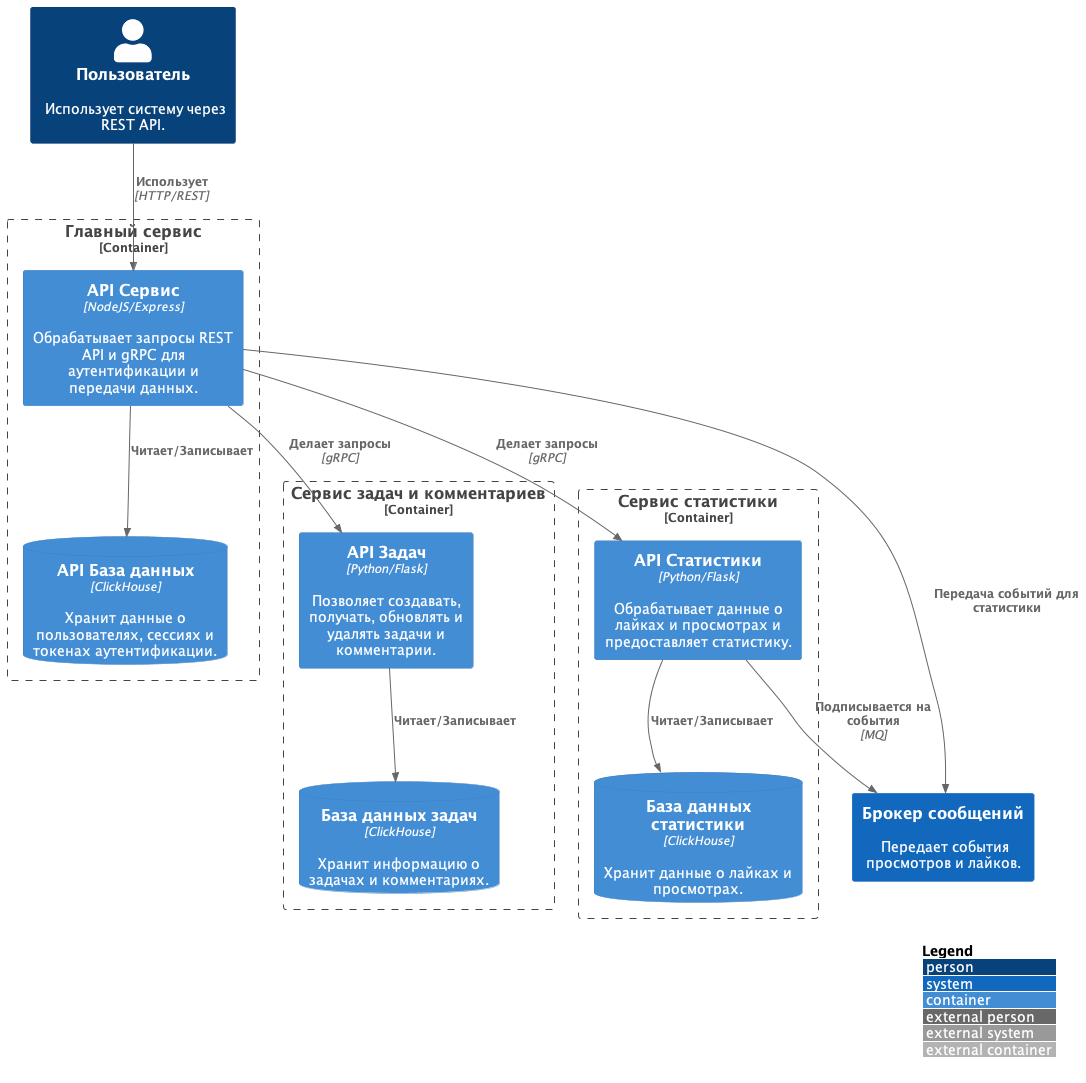 Пользователь
Использует систему через
REST API.
Использует
[HTTP/REST]
Главный сервис
[Container]
API Сервис
[NodeJS/Express]
Обрабатывает запросы REST
API и gRPC для
аутентификации и
передачи данных.
Читает/Записывает
Делает запросы
[gRPC]
Делает запросы
[gRPC]
Передача событий для
статистики
API База данных
[ClickHouse]
Хранит данные о
пользователях, сессиях и
токенах аутентификации.
Сервис задач и комментариев
[Container]
API Задач
[Python/Flask]
Позволяет создавать,
получать, обновлять и
удалять задачи и
комментарии.
Читает/Записывает
База данных задач
[ClickHouse]
Хранит информацию о
задачах и комментариях.
Сервис статистики
[Container]
API Статистики
[Python/Flask]
Обрабатывает данные о
лайках и просмотрах и
предоставляет статистику.
Читает/Записывает
Подписывается на
события
[MQ]
База данных
статистики
[ClickHouse]
Хранит данные о лайках и
просмотрах.
Брокер сообщений
Передает события
просмотров и лайков.
Legend
person
system
container
external person
external system
external container